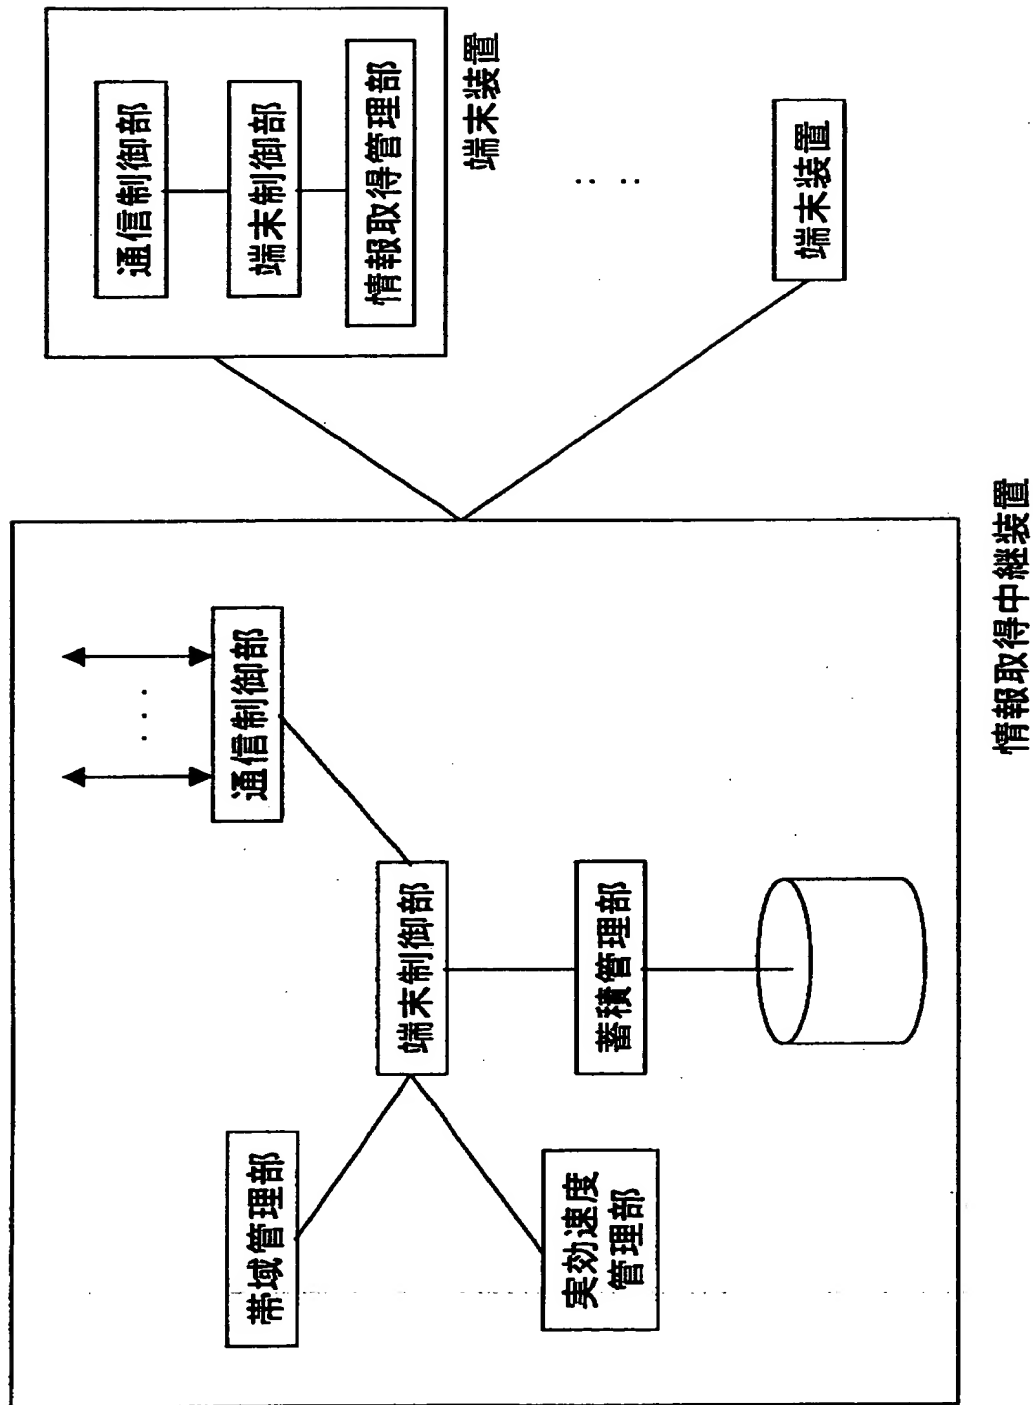 帯域管理部
実効速度
管理部
端末制御部
蓄積管理部
通信制御部
情報取得中継装置
通信制御部
端末制御部
情報取得管理部
端末装置
端末装置